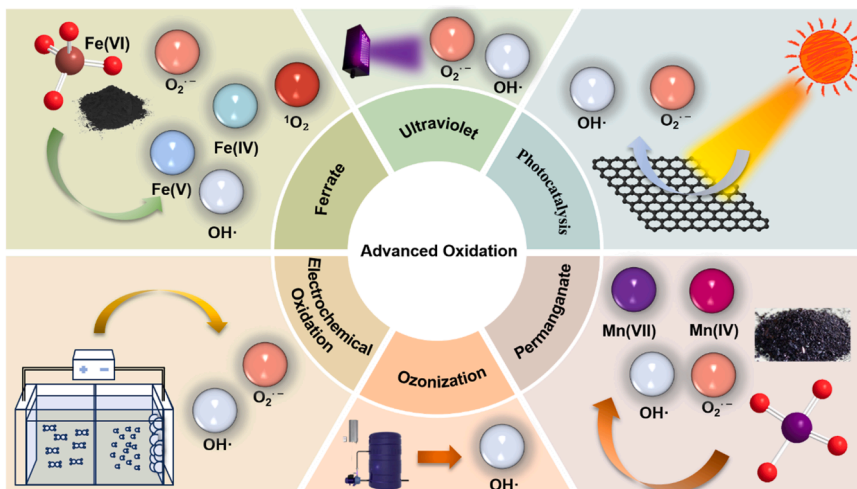 Fe(VI)
O₂·−
¹O₂
Fe(IV)
Fe(V)
OH·
Ferrate
O₂·−
OH·
Ultraviolet
OH·
O₂·−
Photocatalysis
Advanced Oxidation
Electrochemical
Oxidation
+ -
O₂·−
OH·
Ozonization
OH·
Permanganate
Mn(VII)
Mn(IV)
OH·
O₂·−